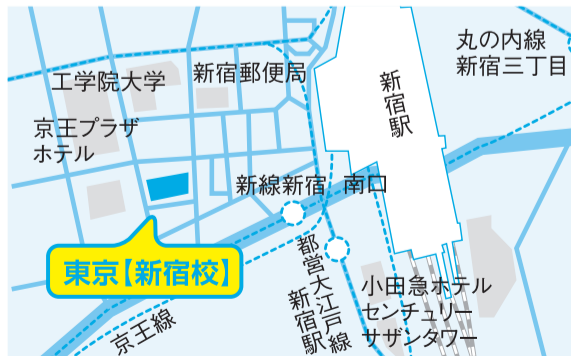 丸の内線
新宿三丁目
工学院大学
新宿郵便局
新宿駅
京王プラザ
ホテル
新線新宿
南口
東京【新宿校】
都営大江戸線
新宿駅
小田急ホテル
センチュリー
サザンタワー
京王線